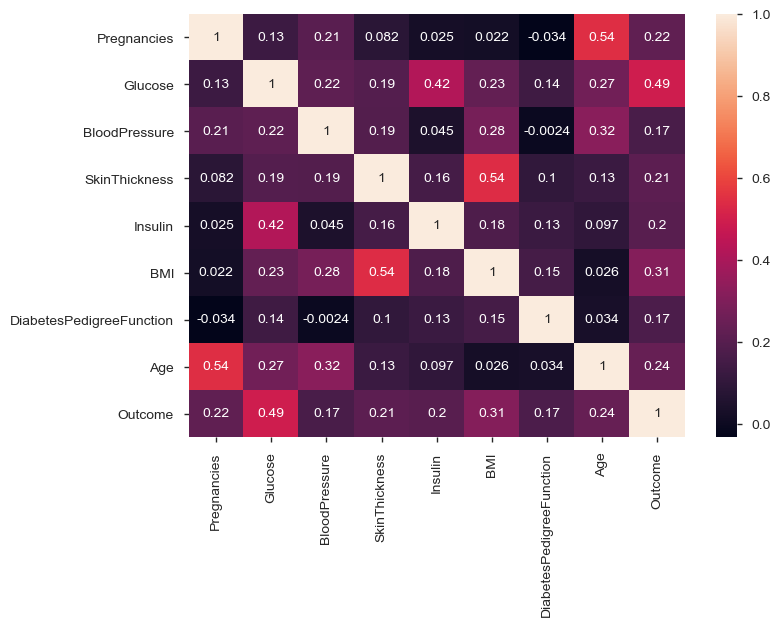 Pregnancies 1 0.13 0.21 0.082 0.025 0.022 -0.034 0.54 0.22
Glucose 0.13 1 0.22 0.19 0.42 0.23 0.14 0.27 0.49
BloodPressure 0.21 0.22 1 0.19 0.045 0.28 -0.0024 0.32 0.17
SkinThickness 0.082 0.19 0.19 1 0.16 0.54 0.1 0.13 0.21
Insulin 0.025 0.42 0.045 0.16 1 0.18 0.13 0.097 0.2
BMI 0.022 0.23 0.28 0.54 0.18 1 0.15 0.026 0.31
DiabetesPedigreeFunction -0.034 0.14 -0.0024 0.1 0.13 0.15 1 0.034 0.17
Age 0.54 0.27 0.32 0.13 0.097 0.026 0.034 1 0.24
Outcome 0.22 0.49 0.17 0.21 0.2 0.31 0.17 0.24 1
Pregnancies
Glucose
BloodPressure
SkinThickness
Insulin
BMI
DiabetesPedigreeFunction
Age
Outcome
1.0
0.8
0.6
0.4
0.2
0.0